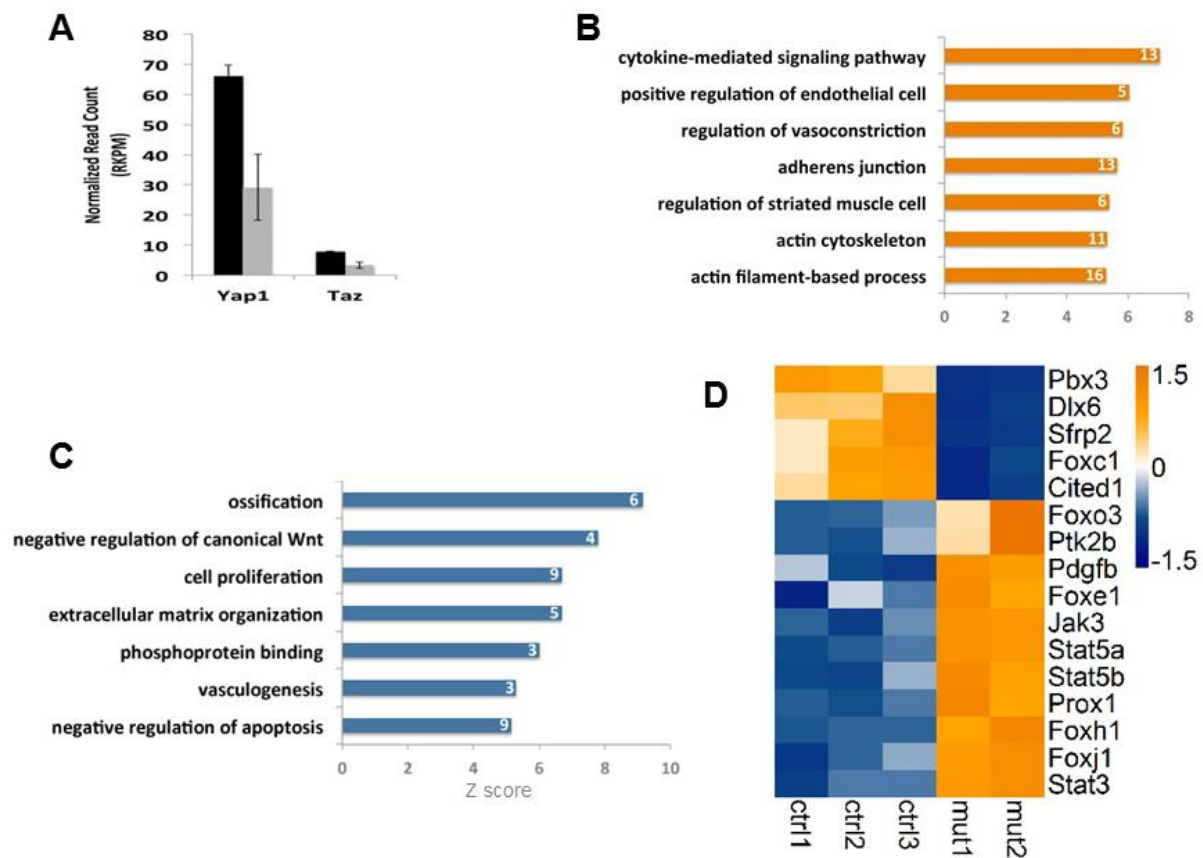 A
Normalized Read Count
(RKPM)
80
70
60
50
40
30
20
10
0
Yap1 Taz
B
cytokine-mediated signaling pathway 13
positive regulation of endothelial cell 5
regulation of vasoconstriction 6
adherens junction 13
regulation of striated muscle cell 6
actin cytoskeleton 11
actin filament-based process 16
0 2 4 6 8
C
ossification 6
negative regulation of canonical Wnt 4
cell proliferation 9
extracellular matrix organization 5
phosphoprotein binding 3
vasculogenesis 3
negative regulation of apoptosis 9
0 2 4 6 8 10
Z score
D
Pbx3
Dlx6
Sfrp2
Foxc1
Cited1
Foxo3
Ptk2b
Pdgfb
Foxe1
Jak3
Stat5a
Stat5b
Prox1
Foxh1
Foxj1
Stat3
ctrl1 ctrl2 ctrl3 mut1 mut2
1.5
0
-1.5